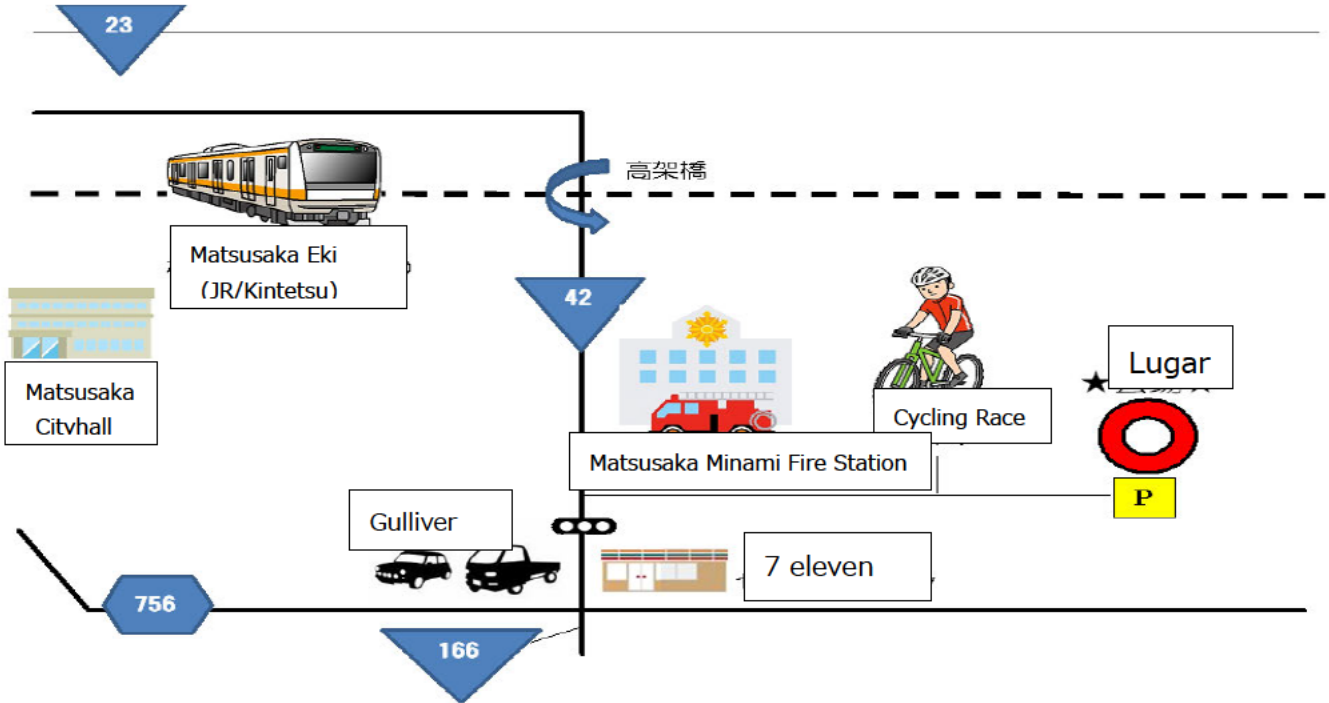 23
高架橋
Matsusaka Eki
(JR/Kintetsu)
42
Matsusaka
Cityhall
Lugar
Cycling Race
Matsusaka Minami Fire Station
P
Gulliver
7 eleven
756
166